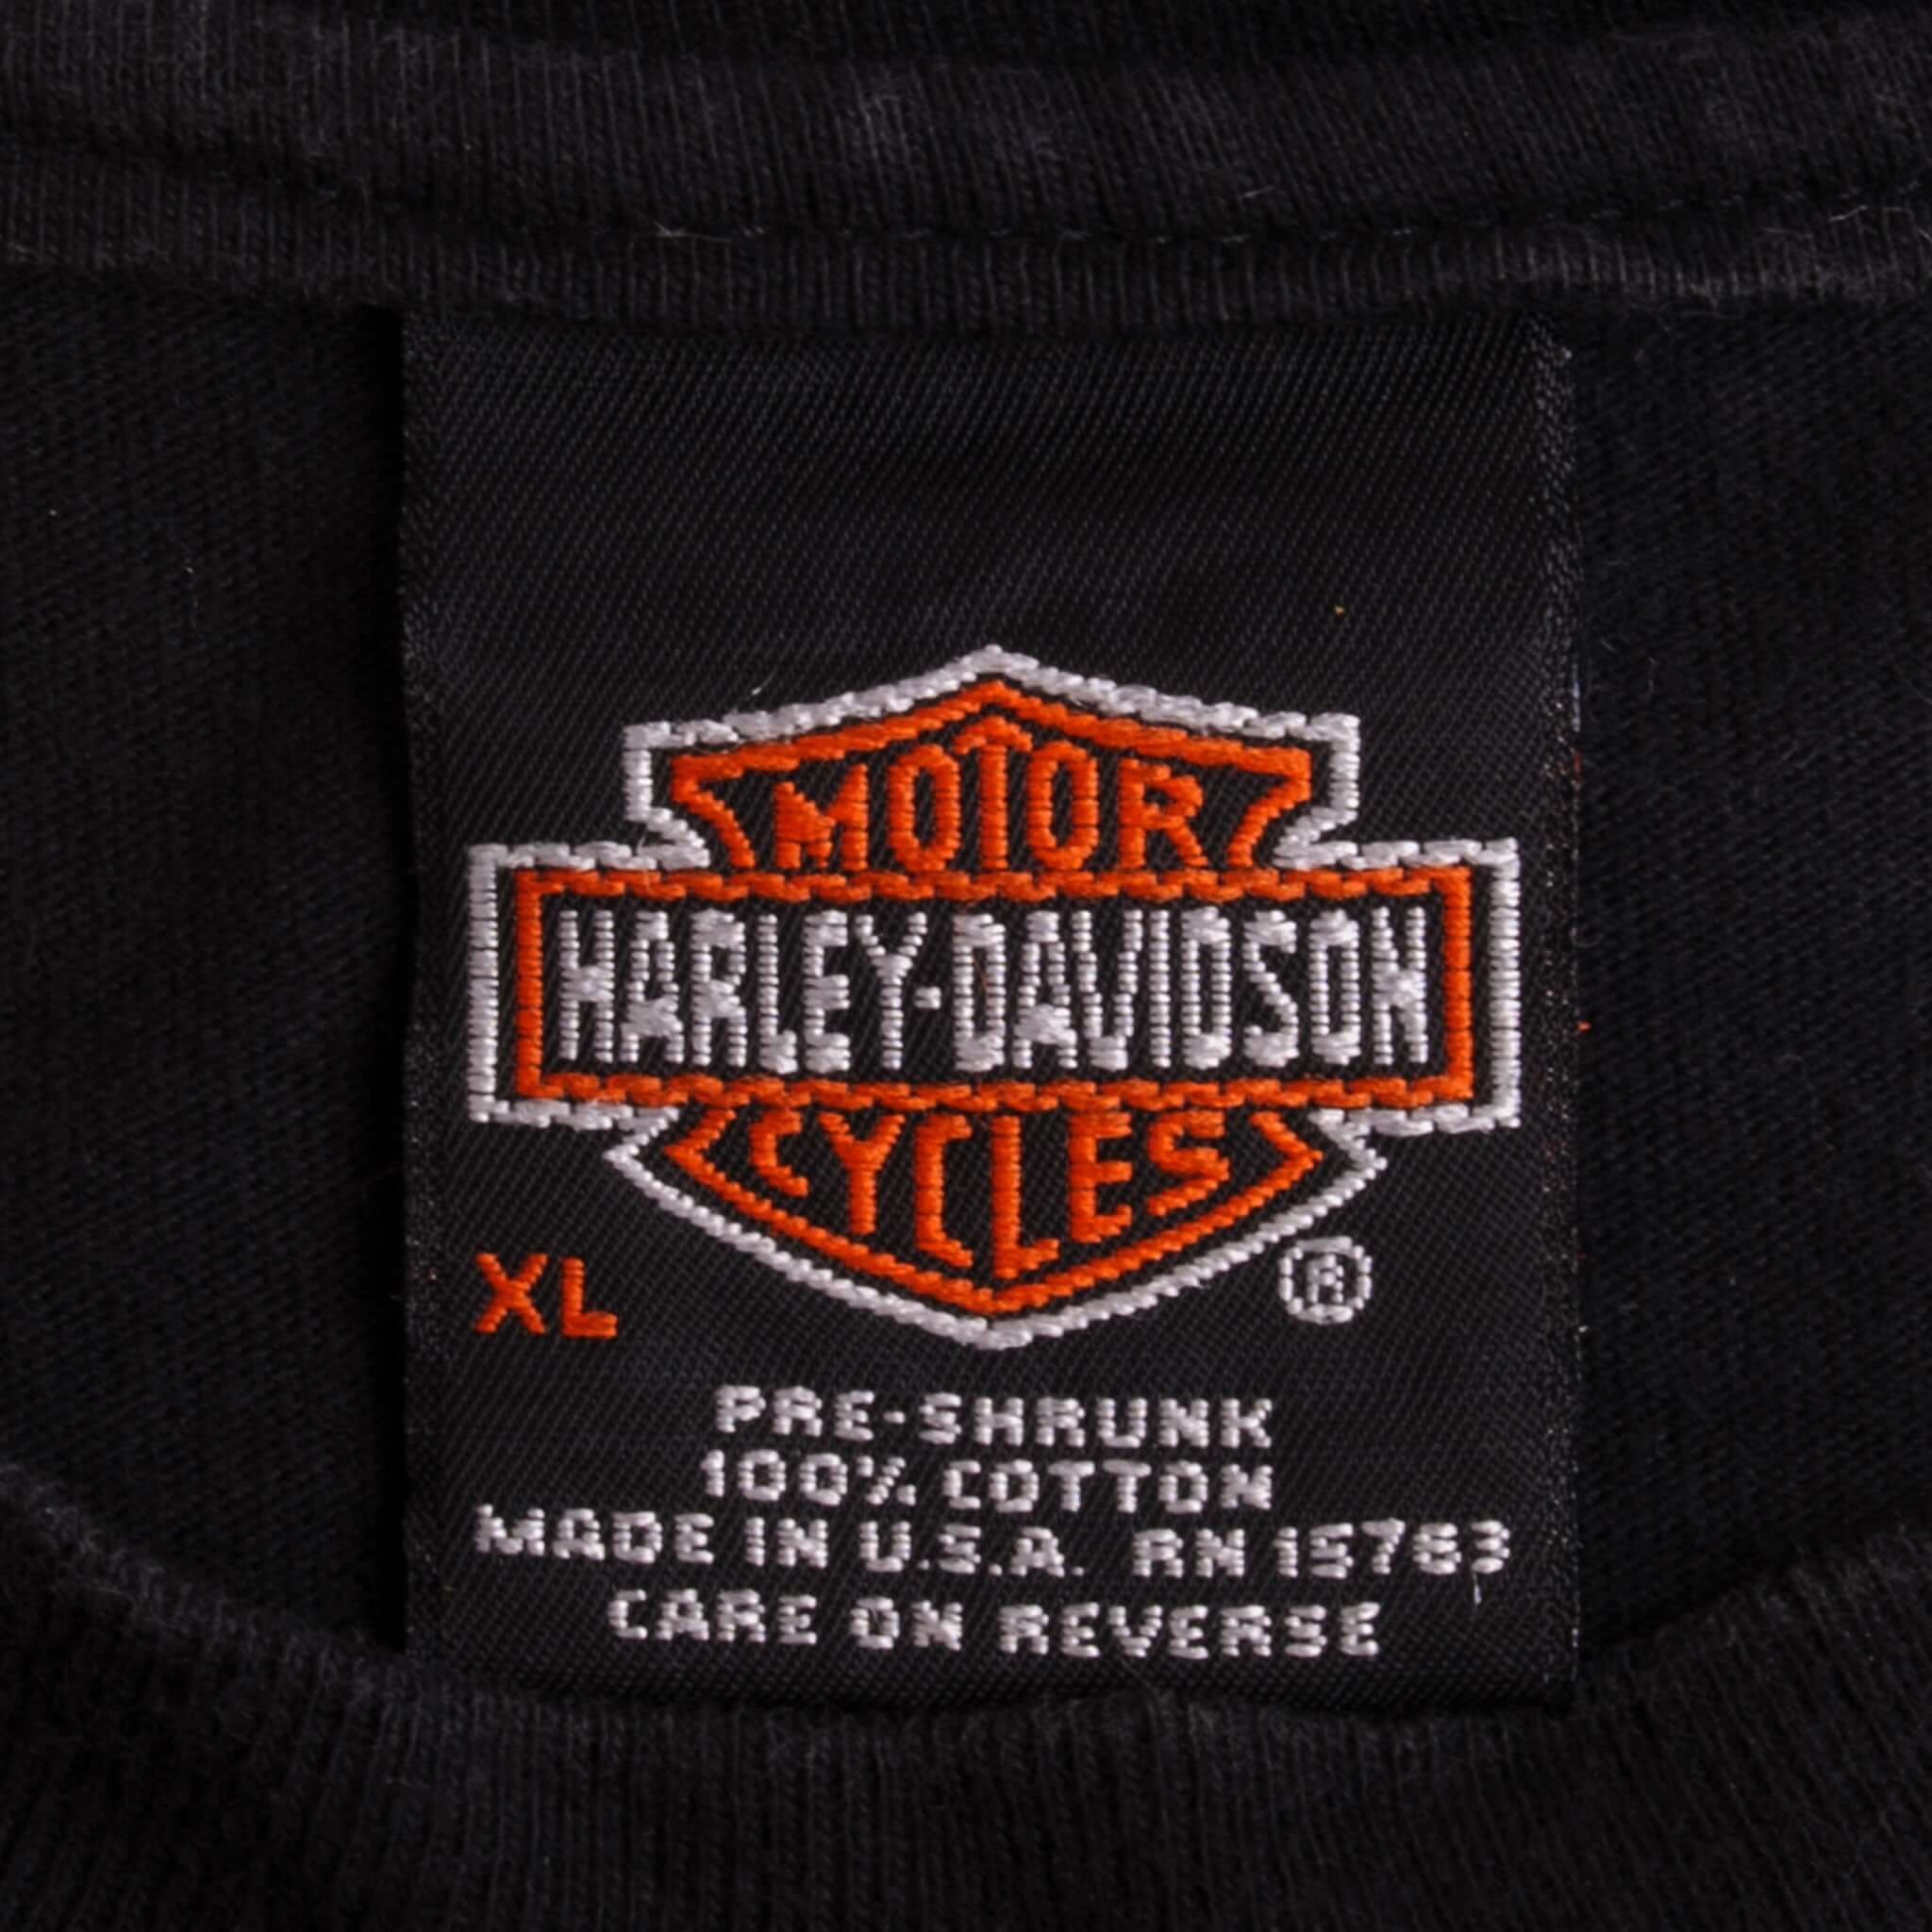 MOTOR
HARLEY-DAVIDSON
CYCLES
XL ®
PRE-SHRUNK
100% COTTON
MADE IN U.S.A. RN 15763
CARE ON REVERSE